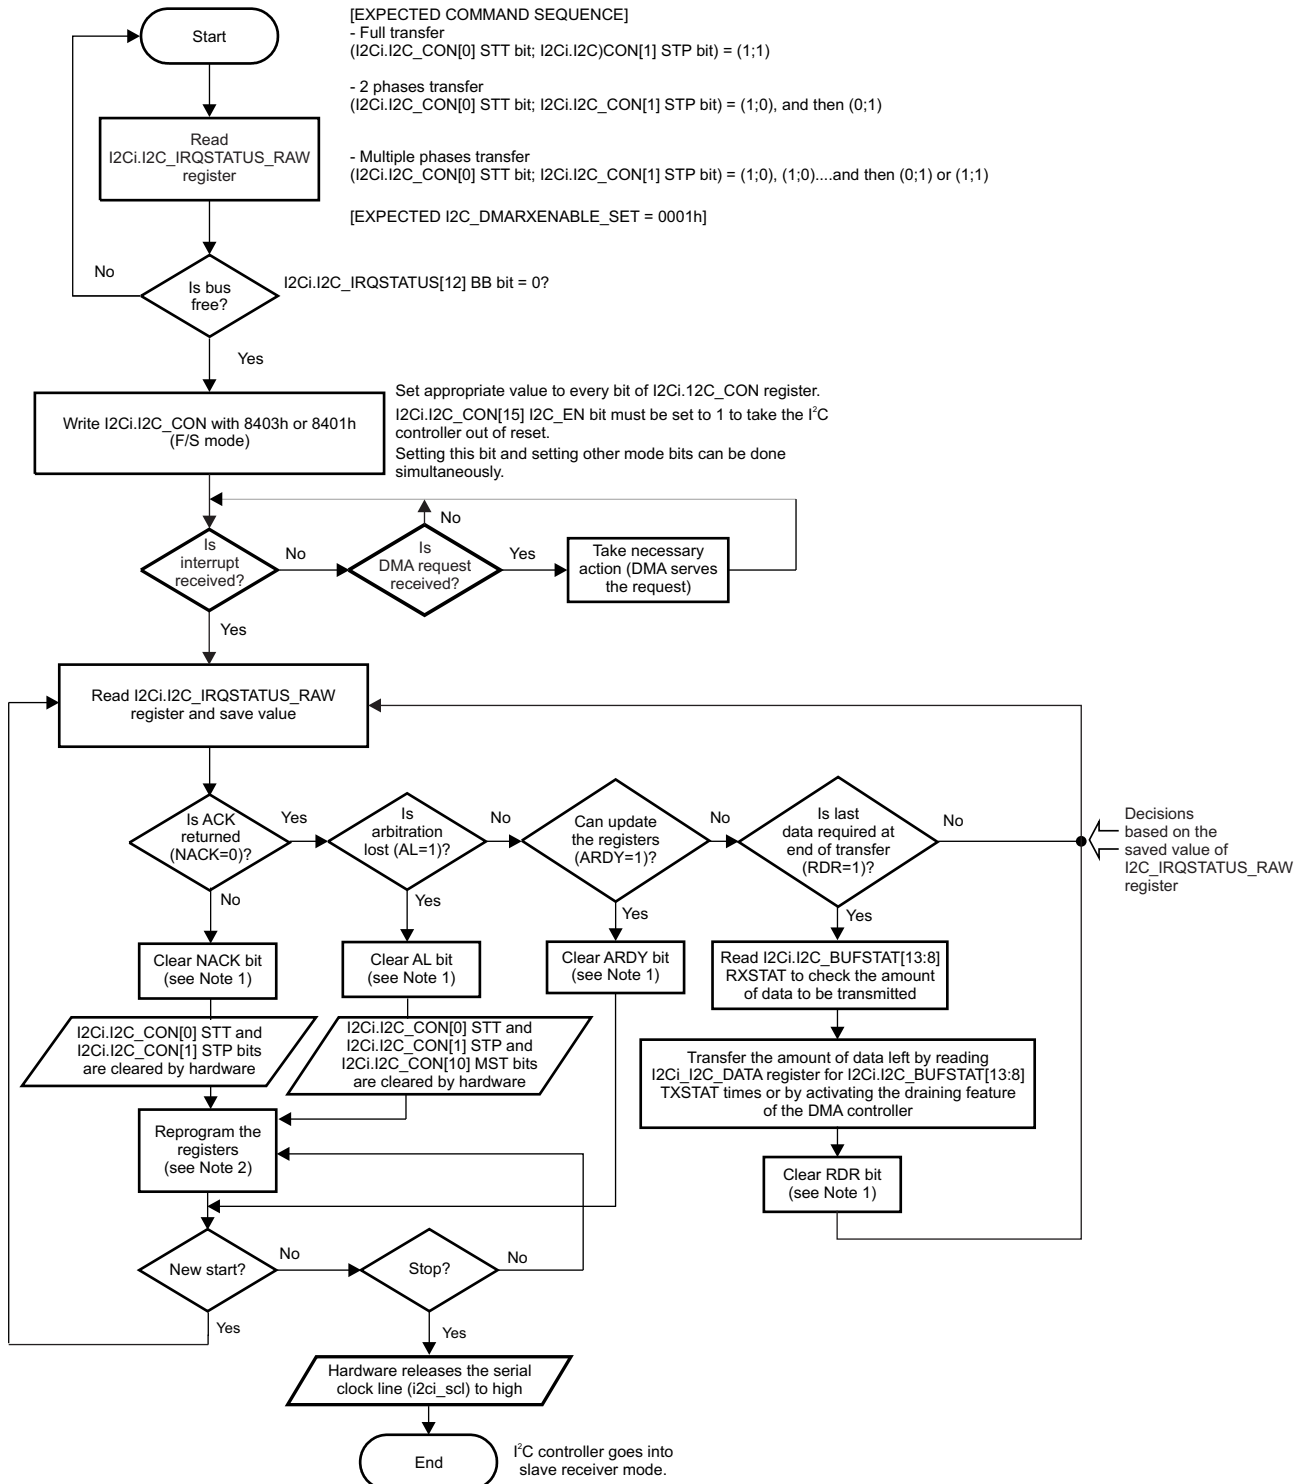 Start
[EXPECTED COMMAND SEQUENCE]
- Full transfer
(I2Ci.I2C_CON[0] STT bit; I2Ci.I2C)CON[1] STP bit) = (1;1)
- 2 phases transfer
(I2Ci.I2C_CON[0] STT bit; I2Ci.I2C_CON[1] STP bit) = (1;0), and then (0;1)
- Multiple phases transfer
(I2Ci.I2C_CON[0] STT bit; I2Ci.I2C_CON[1] STP bit) = (1;0), (1;0)....and then (0;1) or (1;1)
[EXPECTED I2C_DMARXENABLE_SET = 0001h]
Read
I2Ci.I2C_IRQSTATUS_RAW
register
No
Is bus
free?
I2Ci.I2C_IRQSTATUS[12] BB bit = 0?
Yes
Write I2Ci.I2C_CON with 8403h or 8401h
(F/S mode)
Set appropriate value to every bit of I2Ci.12C_CON register.
I2Ci.I2C_CON[15] I2C_EN bit must be set to 1 to take the I²C
controller out of reset.
Setting this bit and setting other mode bits can be done
simultaneously.
Is
interrupt
received?
No
Is
DMA request
received?
No
Yes
Take necessary
action (DMA serves
the request)
Yes
Read I2Ci.I2C_IRQSTATUS_RAW
register and save value
Is ACK
returned
(NACK=0)?
Yes
Is
arbitration
lost (AL=1)?
No
Can update
the registers
(ARDY=1)?
No
Is last
data required at
end of transfer
(RDR=1)?
No
Decisions
based on the
saved value of
I2C_IRQSTATUS_RAW
register
No
Yes
Yes
Yes
Clear NACK bit
(see Note 1)
Clear AL bit
(see Note 1)
Clear ARDY bit
(see Note 1)
Read I2Ci.I2C_BUFSTAT[13:8]
RXSTAT to check the amount
of data to be transmitted
I2Ci.I2C_CON[0] STT and
I2Ci.I2C_CON[1] STP bits
are cleared by hardware
I2Ci.I2C_CON[0] STT and
I2Ci.I2C_CON[1] STP and
I2Ci.I2C_CON[10] MST bits
are cleared by hardware
Transfer the amount of data left by reading
I2Ci_I2C_DATA register for I2Ci.I2C_BUFSTAT[13:8]
TXSTAT times or by activating the draining feature
of the DMA controller
Reprogram the
registers
(see Note 2)
Clear RDR bit
(see Note 1)
New start?
No
Stop?
No
Yes
Yes
Hardware releases the serial
clock line (i2ci_scl) to high
End
I²C controller goes into
slave receiver mode.